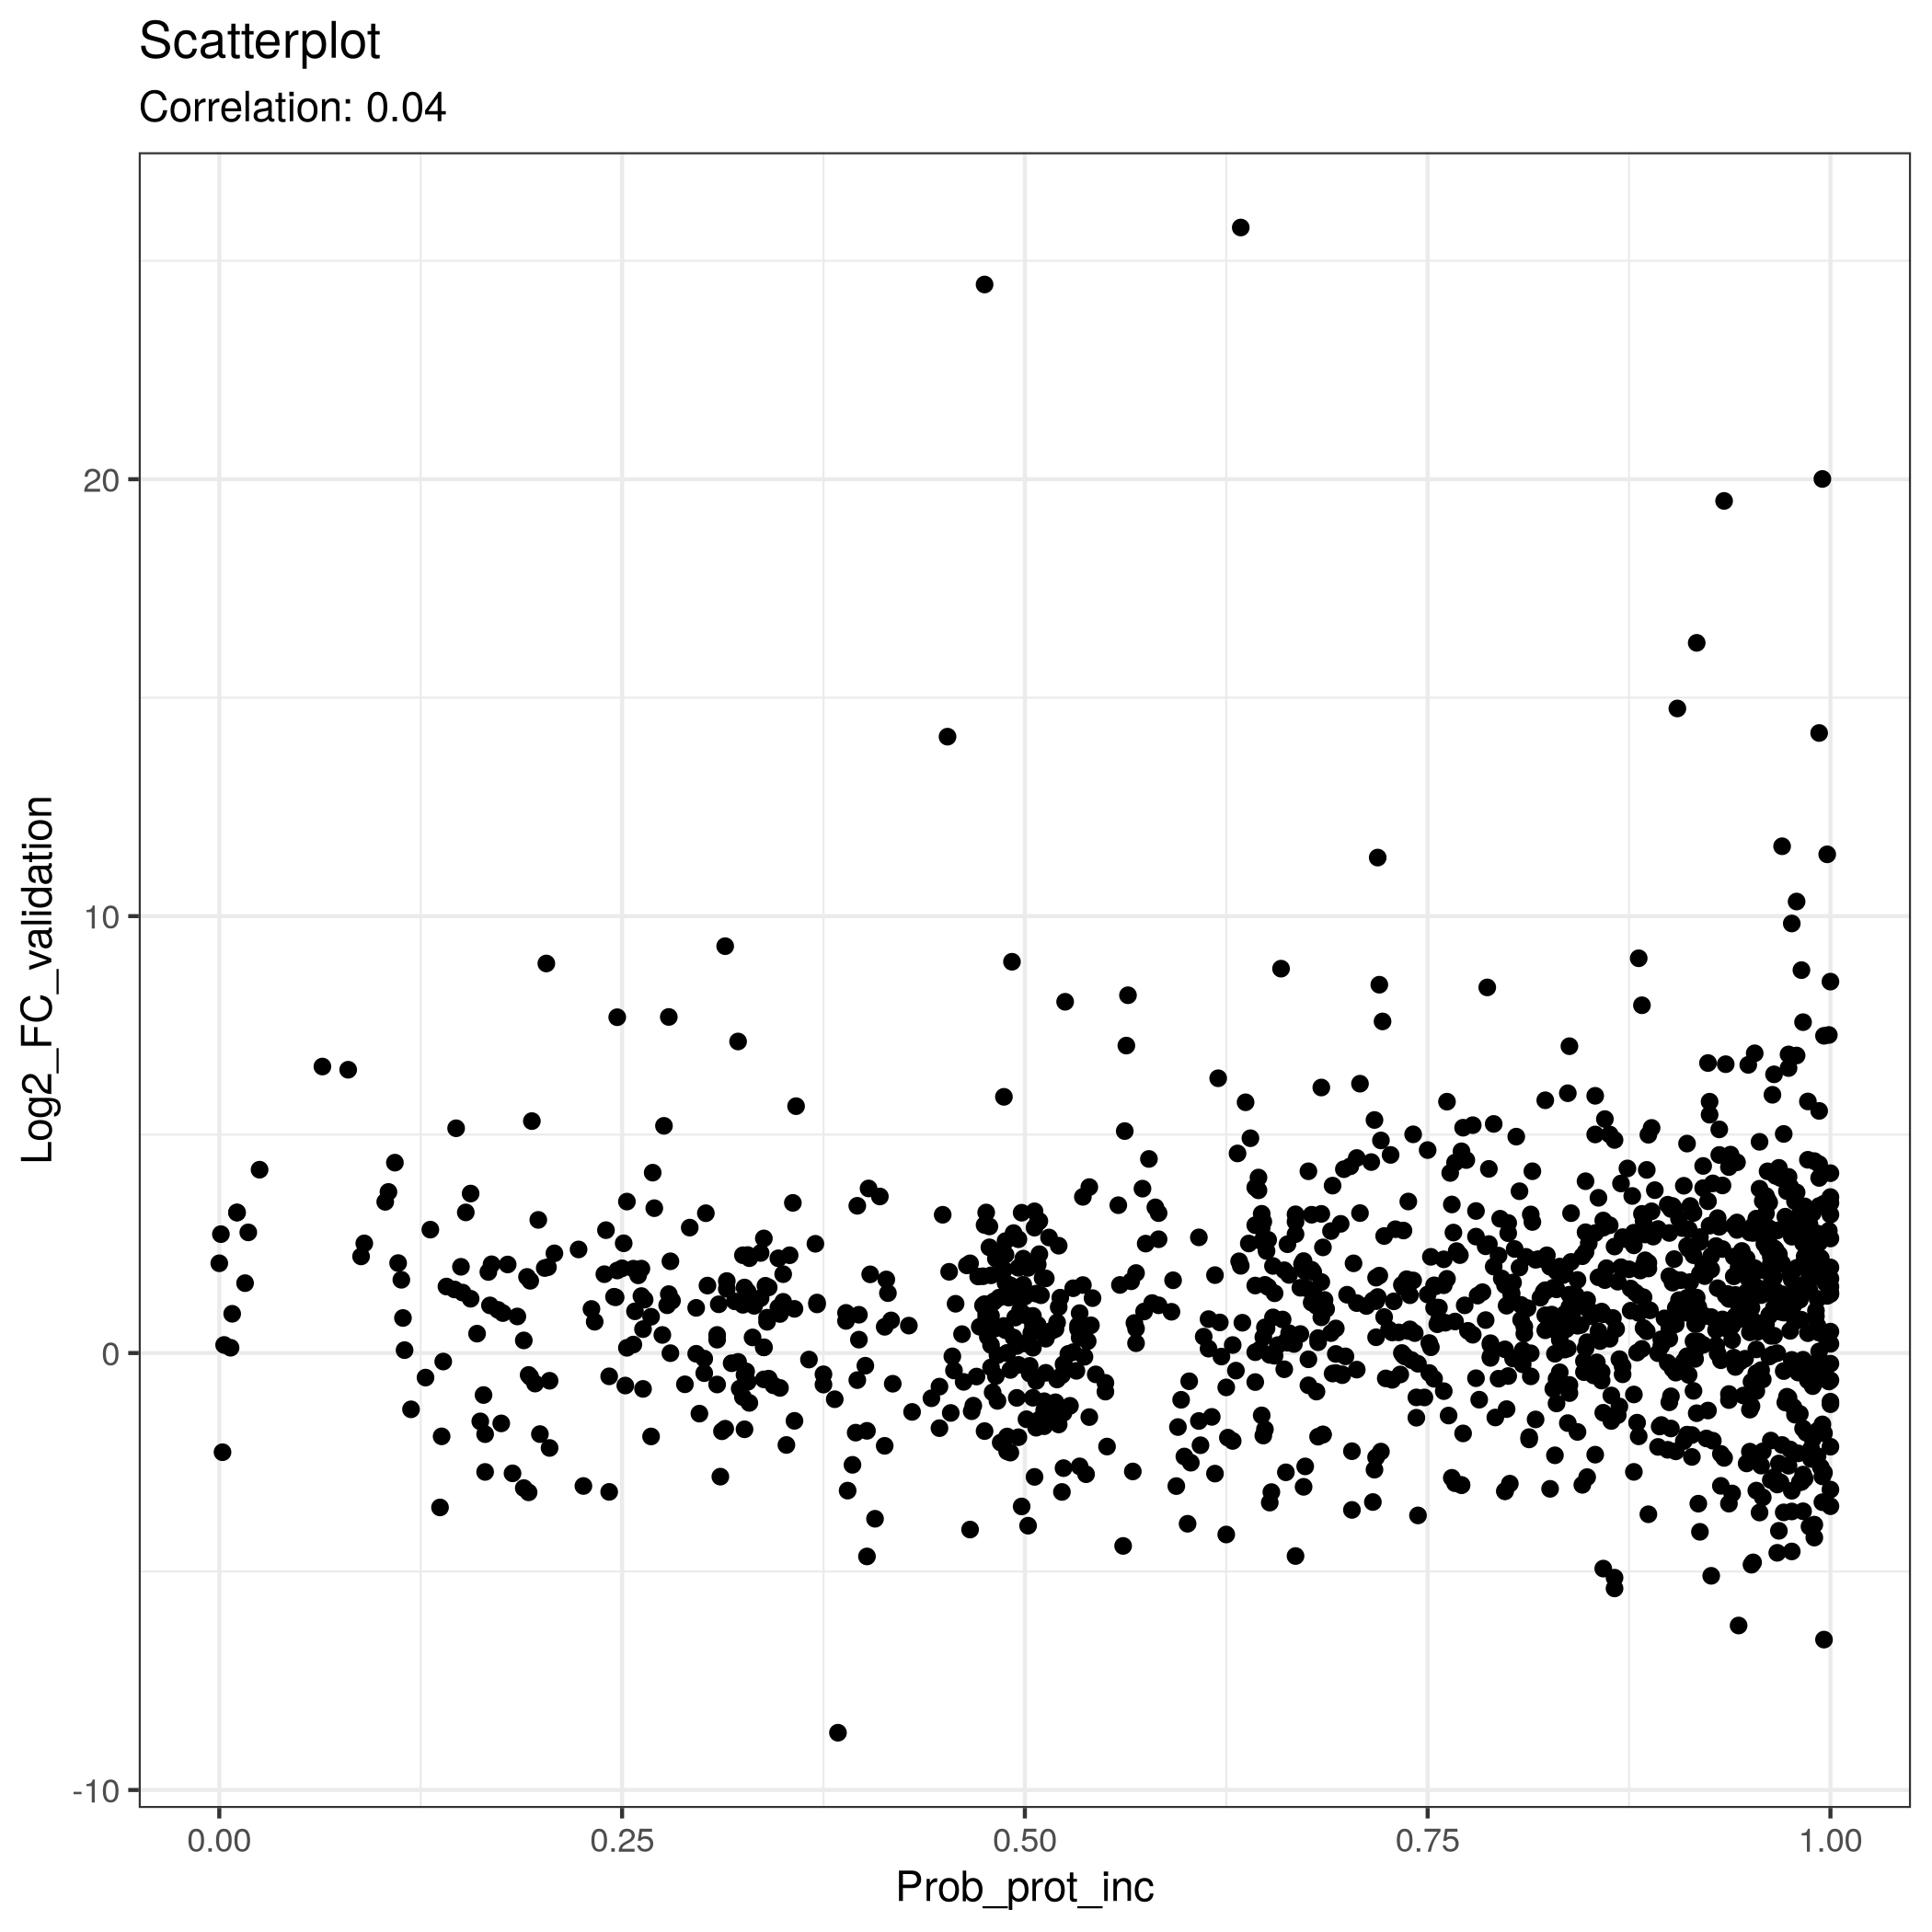 Scatterplot
Correlation: 0.04
Log2_FC_validation
20
10
0
-10
0.00 0.25 0.50 0.75 1.00
Prob_prot_inc